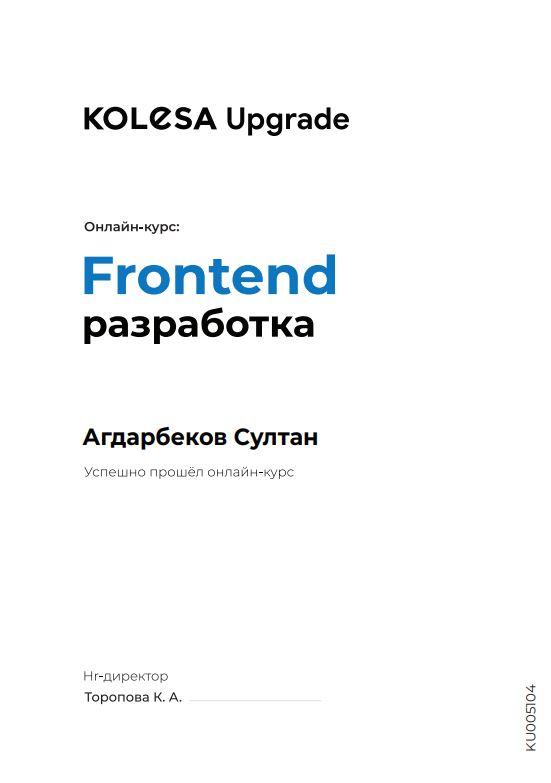 KOLESA Upgrade
Онлайн-курс:
Frontend
разработка
Агдарбеков Султан
Успешно прошёл онлайн-курс
Hr-директор
Торопова К. А.
KU005104